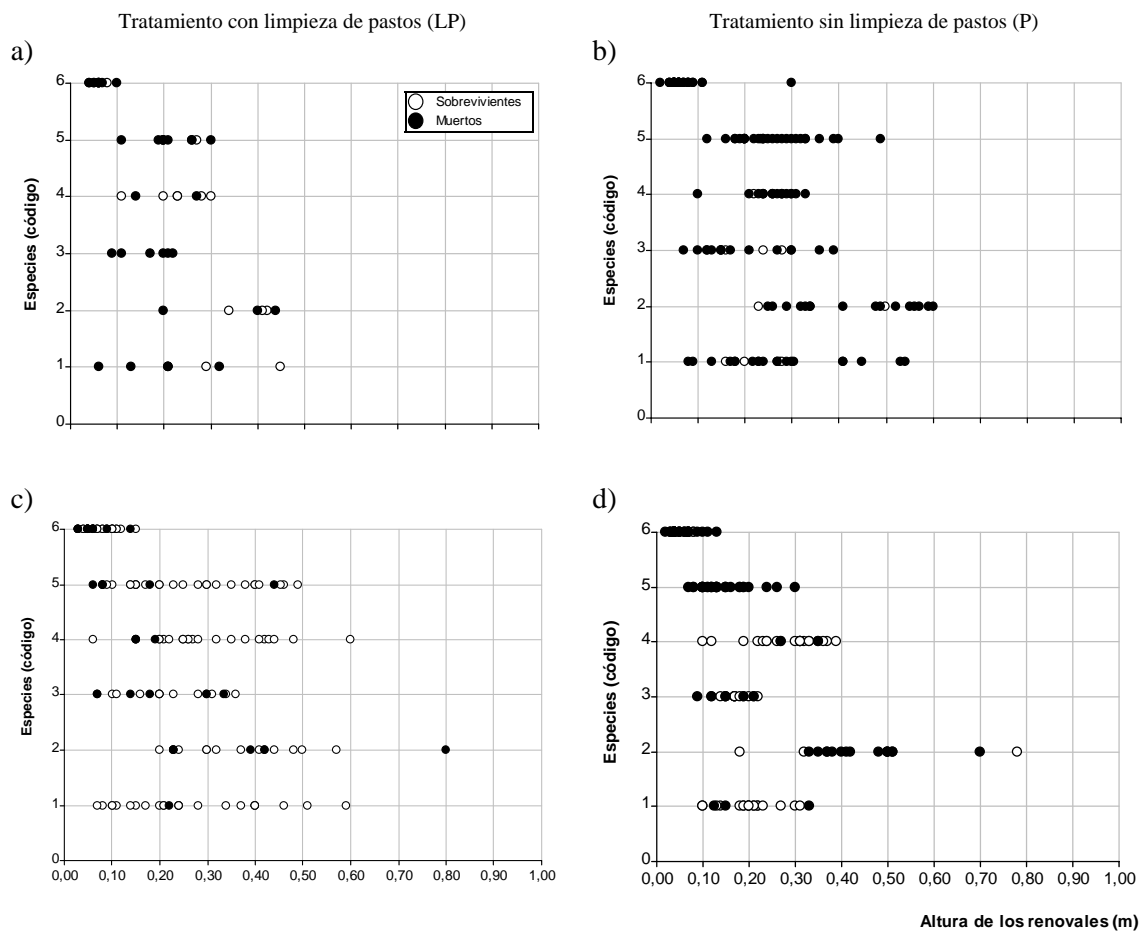 Tratamiento con limpieza de pastos (LP)
Tratamiento sin limpieza de pastos (P)
a)
6
5
4
3
2
1
0
Especies (código)
Sobrevivientes
Muertos
b)
6
5
4
3
2
1
0
Especies (código)
c)
6
5
4
3
2
1
0
Especies (código)
0,00 0,10 0,20 0,30 0,40 0,50 0,60 0,70 0,80 0,90 1,00
d)
6
5
4
3
2
1
0
Especies (código)
0,00 0,10 0,20 0,30 0,40 0,50 0,60 0,70 0,80 0,90 1,00
Altura de los renovales (m)